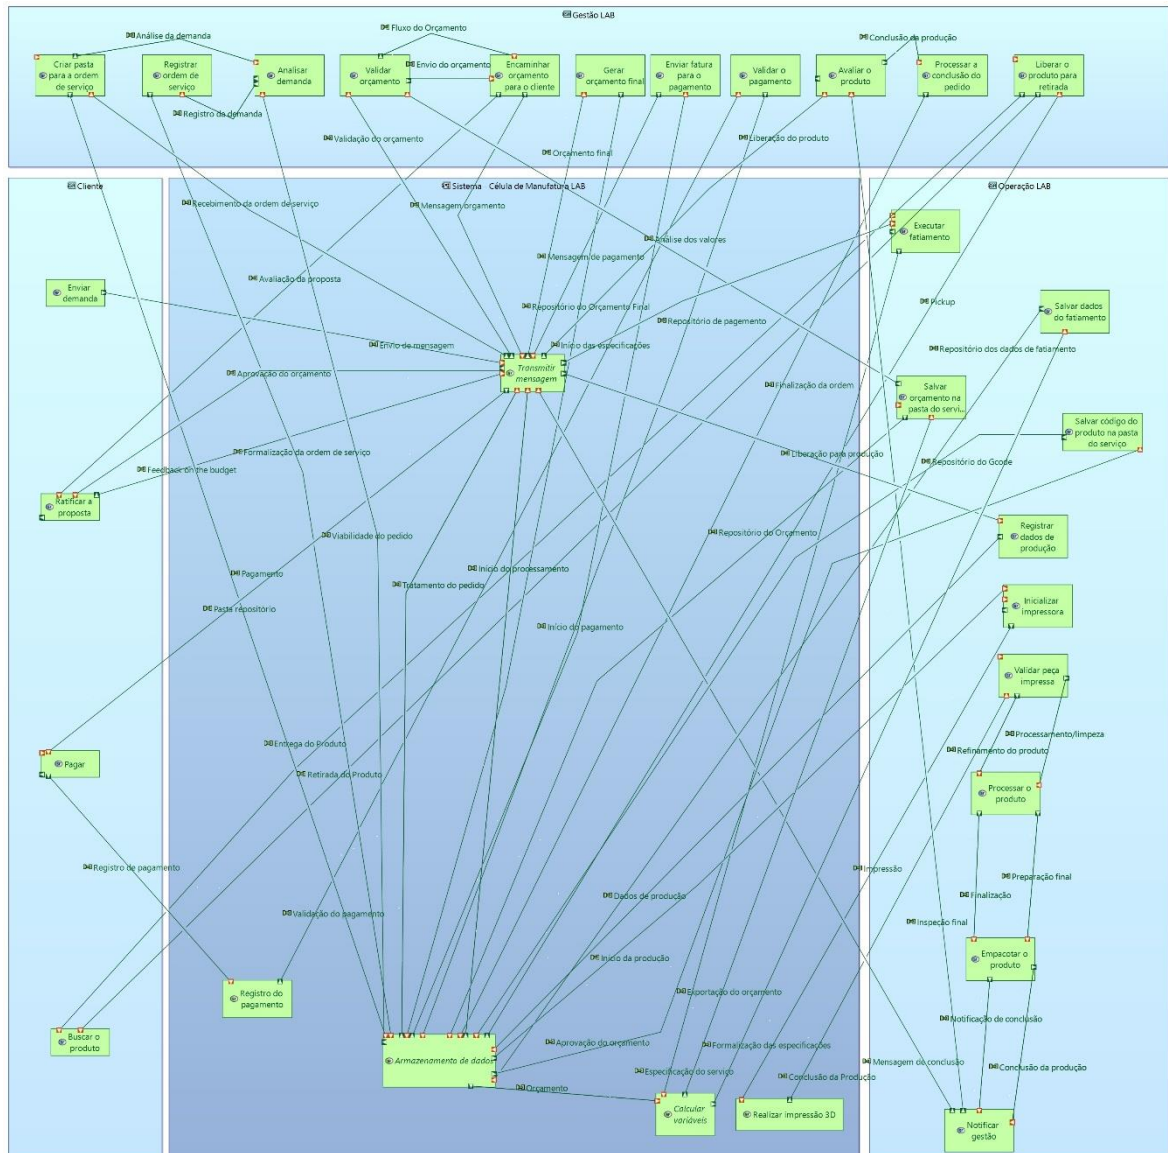 Gestão LAB
Análise da demanda
Fluxo do Orçamento
Conclusão da produção
Criar pasta
para a ordem
de serviço
Registrar
ordem de
serviço
Analisar
demanda
Validar
orçamento
Envio do orçamento
Encaminhar
orçamento
para o cliente
Gerar
orçamento final
Enviar fatura
para o
pagamento
Validar o
pagamento
Avaliar o
produto
Processar a
conclusão do
pedido
Liberar o
produto para
retirada
Registro da demanda
Validação do orçamento
Orçamento final
Liberação do produto
Cliente
Sistema - Célula de Manufatura LAB
Operação LAB
Recebimento da ordem de serviço
Mensagem orgamento
Executar
fatiamento
Análise dos valores
Mensagem de pagamento
Avaliação da proposta
Enviar
demanda
Repositório do Orçamento Final
Pickup
Salvar dados
do fatiamento
Repositório de pagemento
Envio de mensagem
Início das especificações
Repositório dos dados de fatiamento
Aprovação do orçamento
Transmitir
mensagem
Finalização da ordem
Salvar
orçamento na
pasta do servi...
Salvar código do
produto na pasta
do serviço
Formalização da ordem de serviço
Liberação para produção
Feedback on the budget
Repositório do Gcode
Ratificar a
proposta
Viabilidade do pedido
Repositório do Orçamento
Registrar
dados de
produção
Pagamento
Início do processamento
Tratamento do pedido
Pasta repositório
Início do pagamento
Inicializar
impressora
Validar peça
impressa
Entrega do Produto
Processamento/limpeza
Refinamento do produto
Pagar
Retirada do Produto
Processar o
produto
Registro de pagamento
Impressão
Preparação final
Dados de produção
Finalização
Validação do pagamento
Inspeção final
Empacotar o
produto
Início da produção
Registro do
pagamento
Exportação do orçamento
Notificação de conclusão
Buscar o
produto
Armazenamento de dados
Aprovação do orçamento
Formalização das especificações
Mensagem de conclusão
Conclusão da produção
Especificação do serviço
Conclusão da Produção
Orçamento
Calcular
variáveis
Realizar impressão 3D
Notificar
gestão